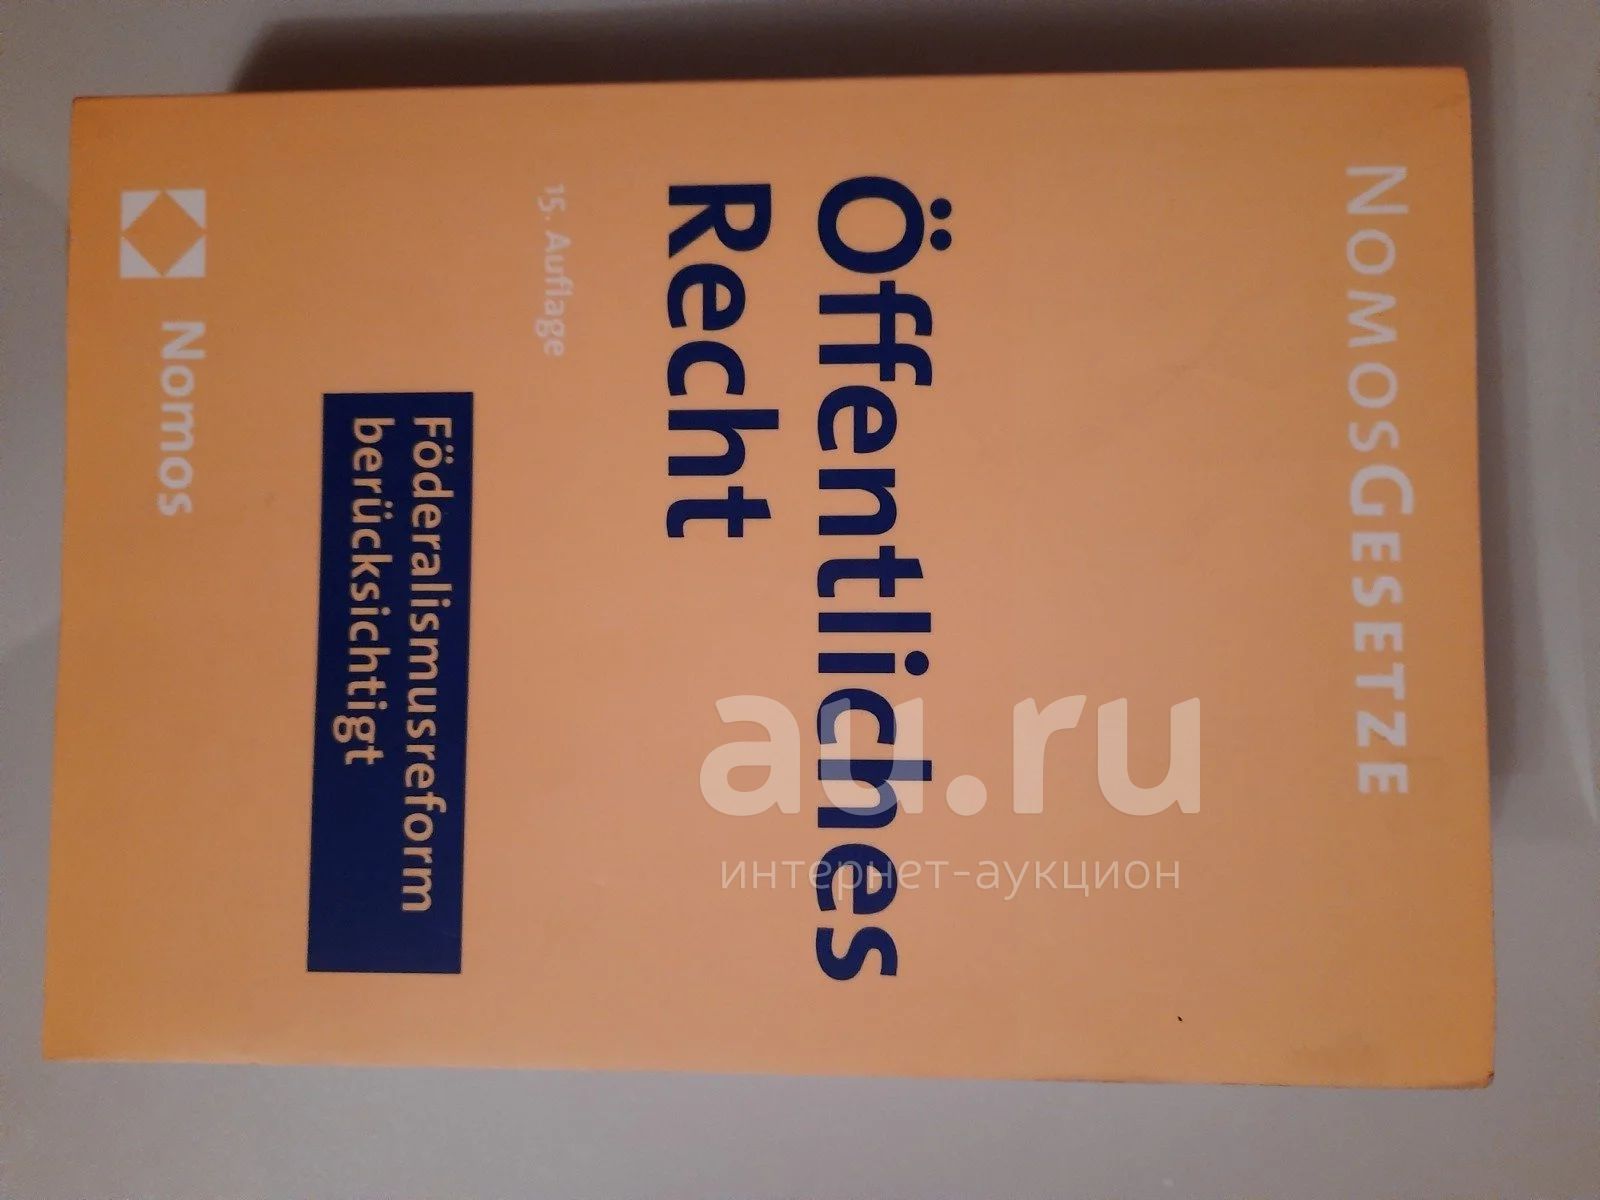 NomosGesetze
Öffentliches
Recht
15. Auflage
Föderalismusreform
berücksichtigt
Nomos
au.ru
интернет-аукцион